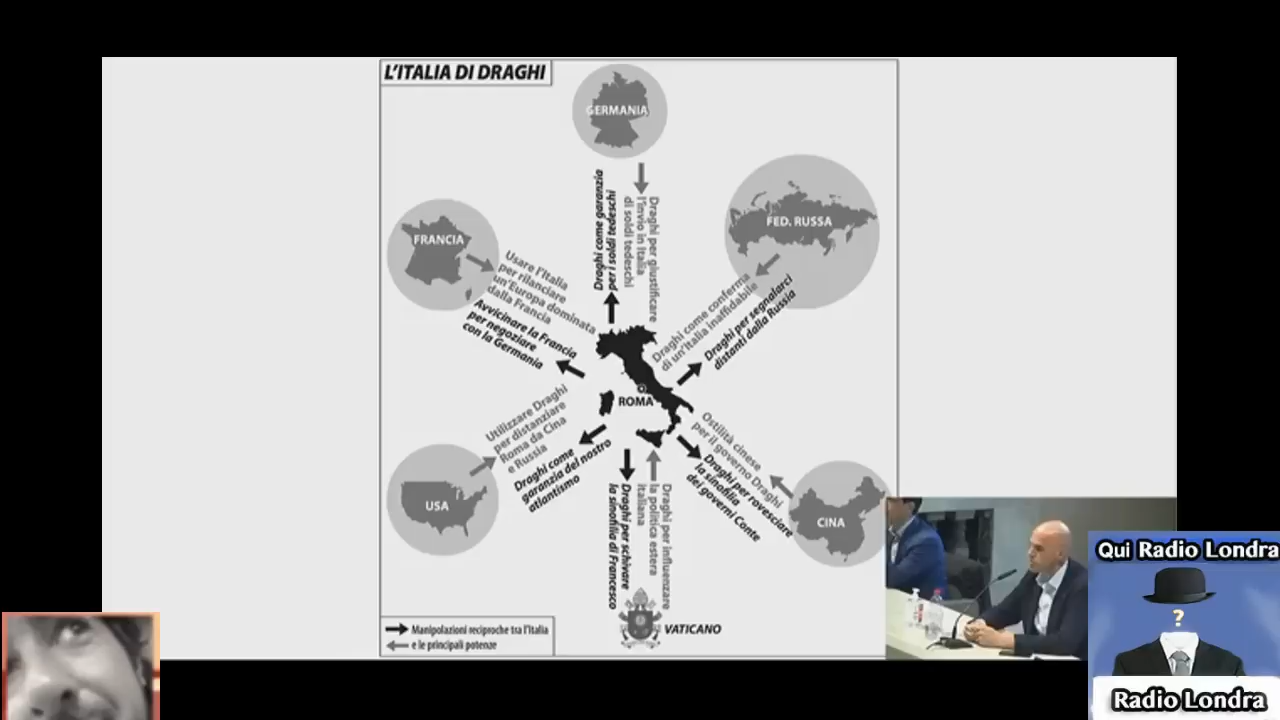 L'ITALIA DI DRAGHI
GERMANIA
Draghi come garanzia
per i soldi tedeschi
Draghi per giustificare
l'invio in Italia
di soldi tedeschi
FED. RUSSA
Draghi come conferma
di un'Italia inaffidabile
Draghi per segnalarci
distanti dalla Russia
FRANCIA
Usare l'Italia
per rilanciare
un'Europa dominata
dalla Francia
Avvicinare la Francia
per negoziare
con la Germania
ROMA
Utilizzare Draghi
per distanziare
Roma da Cina
e Russia
Draghi come
garanzia del nostro
atlantismo
USA
Ostilità cinese
per il governo Draghi
Draghi per rovesciare
la sinofilia
dei governi Conte
CINA
Draghi per schivare
la sinofilia di Francesco
Draghi per influenzare
la politica estera
italiana
VATICANO
Manipolazioni reciproche tra l'Italia
e le principali potenze
Qui Radio Londra
?
Radio Londra